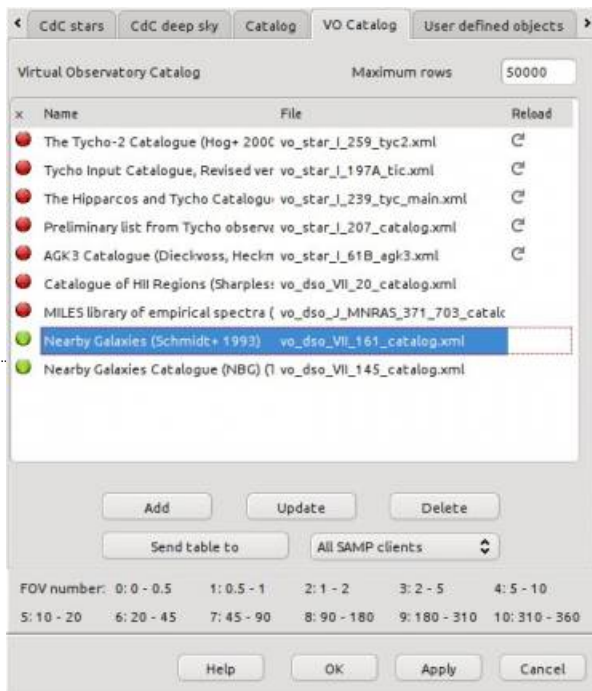 CdC stars CdC deep sky Catalog VO Catalog User defined objects
Virtual Observatory Catalog Maximum rows 50000
x Name File Reload
The Tycho-2 Catalogue (Hog+ 200 vo_star_I_259_tyc2.xml
Tycho Input Catalogue, Revised ver vo_star_I_197A_tic.xml
The Hipparcos and Tycho Catalogu vo_star_I_239_tyc_main.xml
Preliminary list from Tycho observa vo_star_I_207_catalog.xml
AGK3 Catalogue (Dieckvoss, Heckm vo_star_I_61B_agk3.xml
Catalogue of HII Regions (Sharpless vo_dso_VII_20_catalog.xml
MILES library of empirical spectra ( vo_dso_J_MNRAS_371_703_catalo
Nearby Galaxies (Schmidt+ 1993) vo_dso_VII_161_catalog.xml
Nearby Galaxies Catalogue (NBG) (T vo_dso_VII_145_catalog.xml
Add Update Delete
Send table to All SAMP clients
FOV number: 0: 0 - 0.5 1: 0.5 - 1 2: 1 - 2 3: 2 - 5 4: 5 - 10
5: 10 - 20 6: 20 - 45 7: 45 - 90 8: 90 - 180 9: 180 - 310 10: 310 - 360
Help OK Apply Cancel